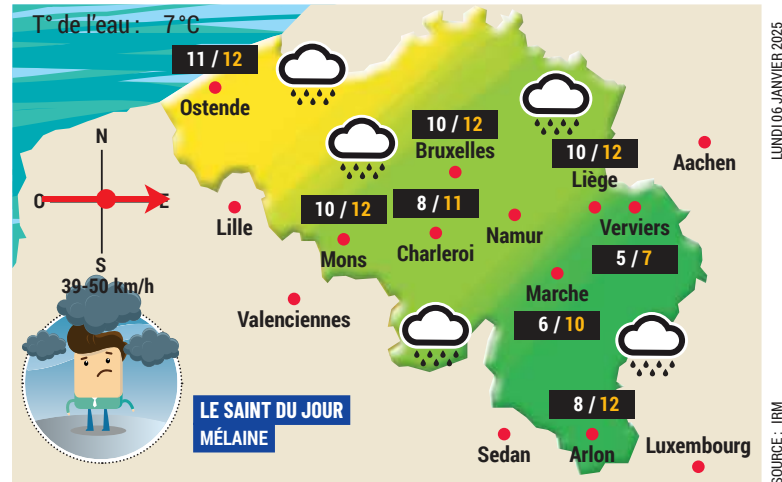 T° de l'eau : 7 °C
11 / 12
Ostende
10 / 12
Bruxelles
10 / 12
Liège
Aachen
N
O
E
S
39-50 km/h
Lille
10 / 12
Mons
8 / 11
Charleroi
Namur
Verviers
5 / 7
Marche
6 / 10
Valenciennes
LE SAINT DU JOUR
MÉLAINE
8 / 12
Sedan
Arlon
Luxembourg
LUNDI 06 JANVIER 2025
SOURCE : IRM